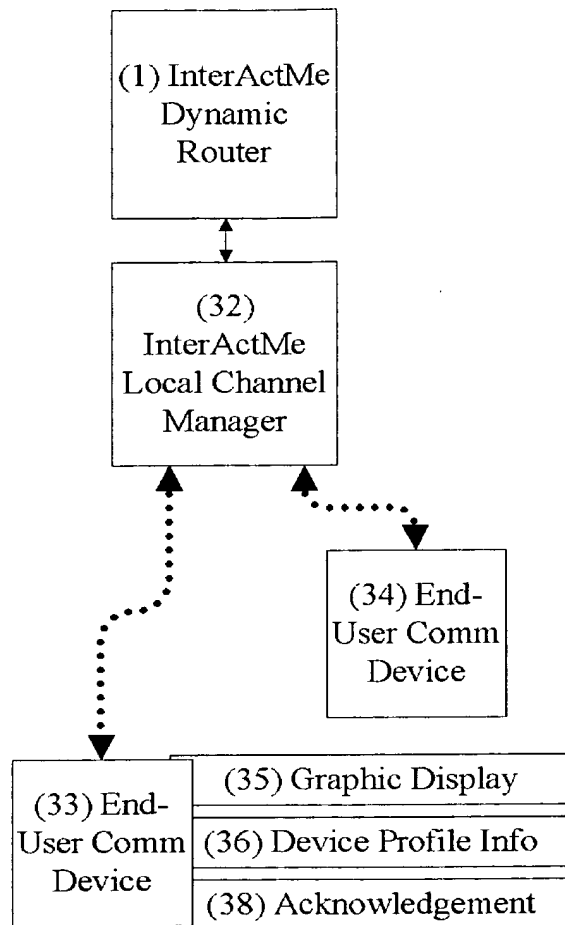 (1) InterActMe
Dynamic
Router
(32)
InterActMe
Local Channel
Manager
(34) End-
User Comm
Device
(33) End-
User Comm
Device
(35) Graphic Display
(36) Device Profile Info
(38) Acknowledgement